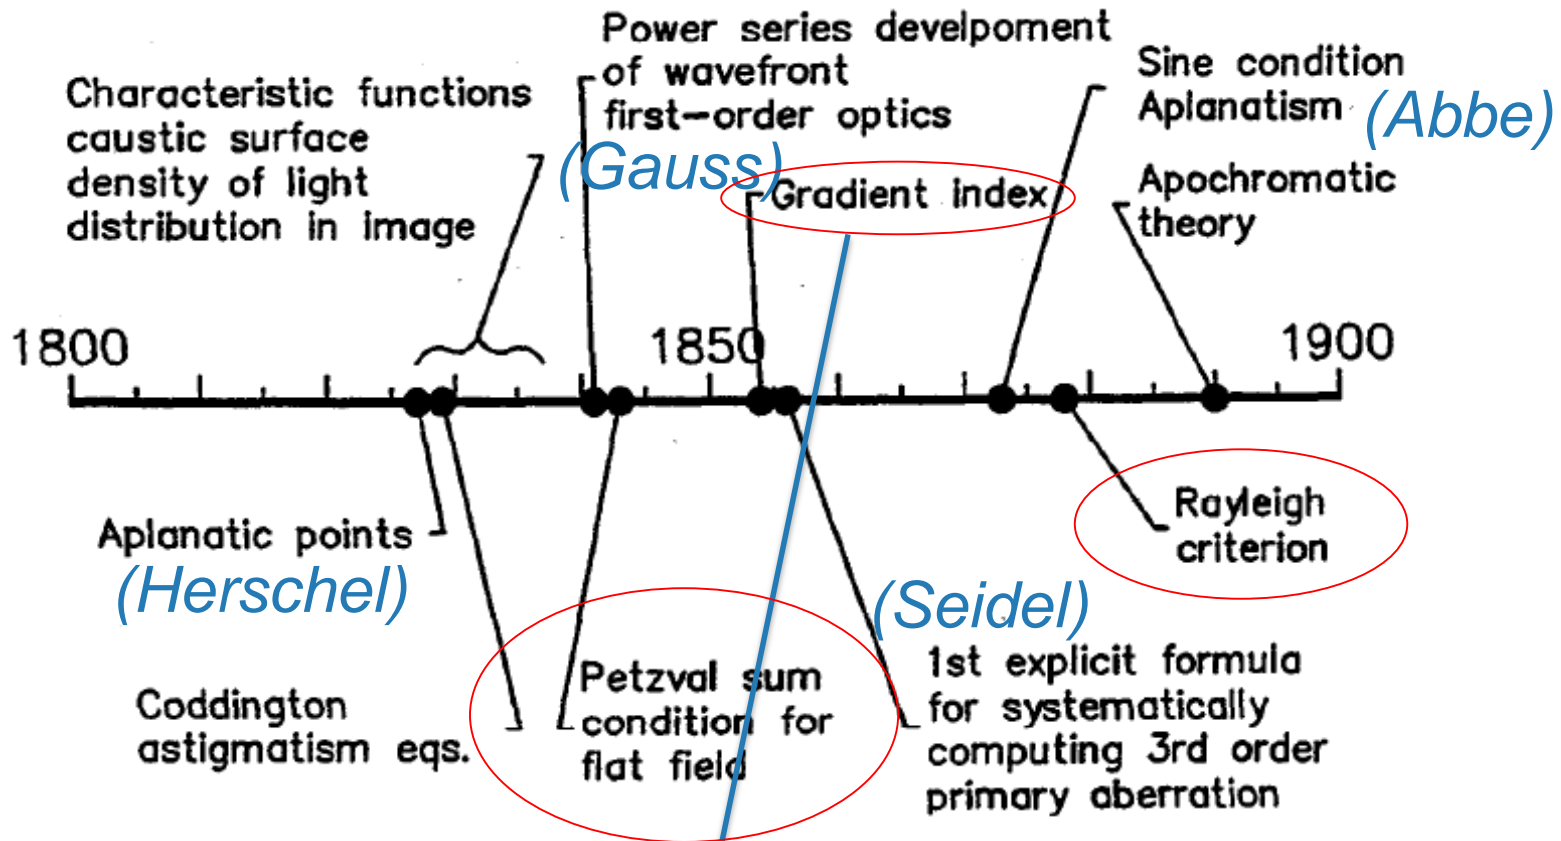 Power series develpoment
of wavefront
first-order optics
(Gauss)
Sine condition
Aplanatism
(Abbe)
Characteristic functions
caustic surface
density of light
distribution in image
Gradient index
Apochromatic
theory
1800
1850
1900
Aplanatic points
(Herschel)
Rayleigh
criterion
(Seidel)
Coddington
astigmatism eqs.
Petzval sum
condition for
flat field
1st explicit formula
for systematically
computing 3rd order
primary aberration